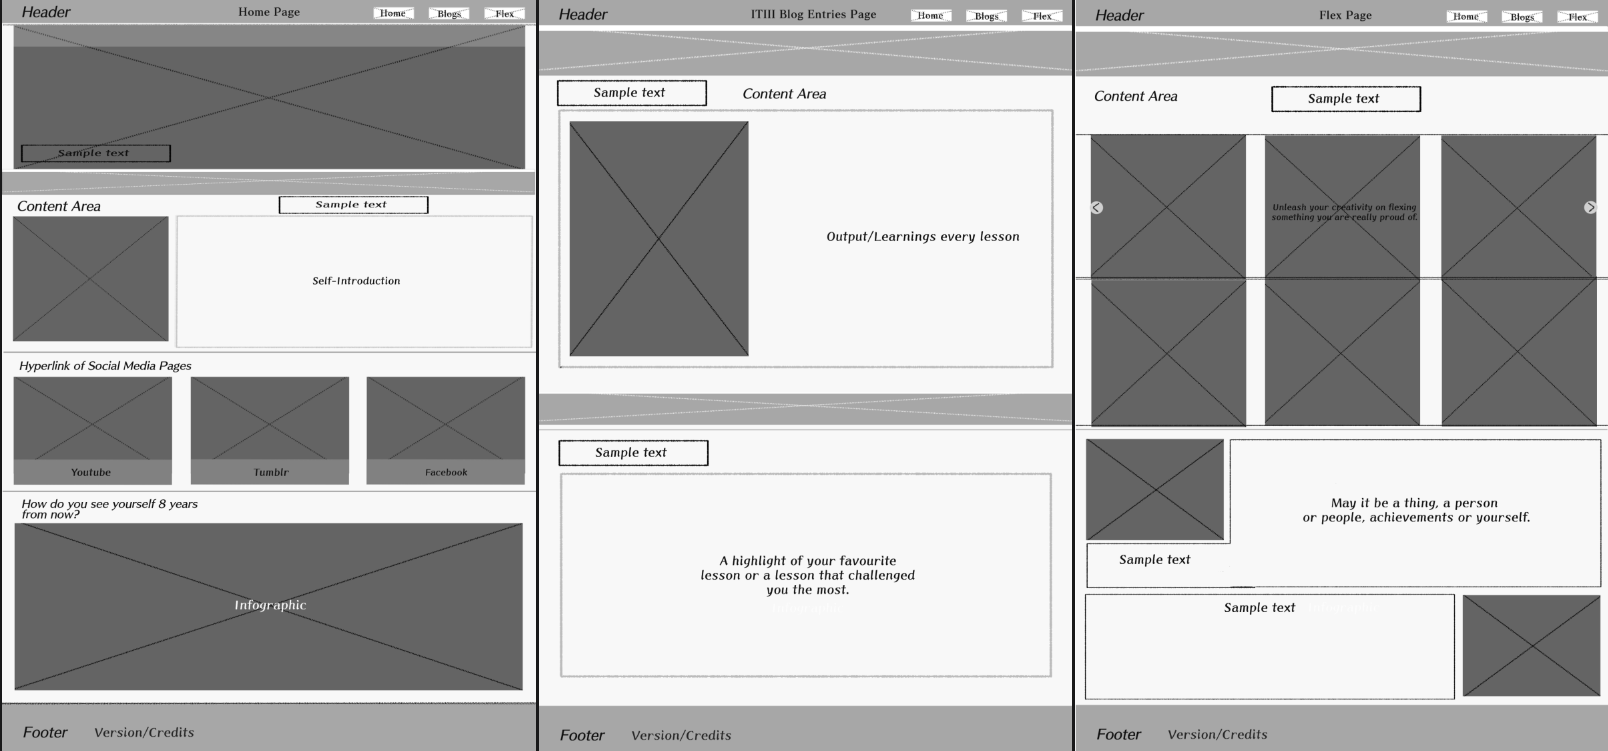 Header
Home Page
Home
Blogs
Flex
Sample text
Content Area
Sample text
Self-Introduction
Hyperlink of Social Media Pages
Youtube
Tumblr
Facebook
How do you see yourself 8 years
from now?
Infographic
Footer
Version/Credits
Header
ITIII Blog Entries Page
Home
Blogs
Flex
Sample text
Content Area
Output/Learnings every lesson
Sample text
A highlight of your favourite
lesson or a lesson that challenged
you the most.
Footer
Version/Credits
Header
Flex Page
Home
Blogs
Flex
Content Area
Sample text
Unleash your creativity on flexing
something you are really proud of.
May it be a thing, a person
or people, achievements or yourself.
Sample text
Sample text
Footer
Version/Credits